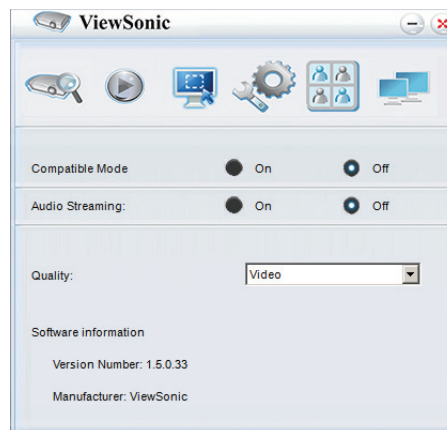 ViewSonic
Compatible Mode On Off
Audio Streaming: On Off
Quality: Video
Software information
Version Number: 1.5.0.33
Manufacturer: ViewSonic